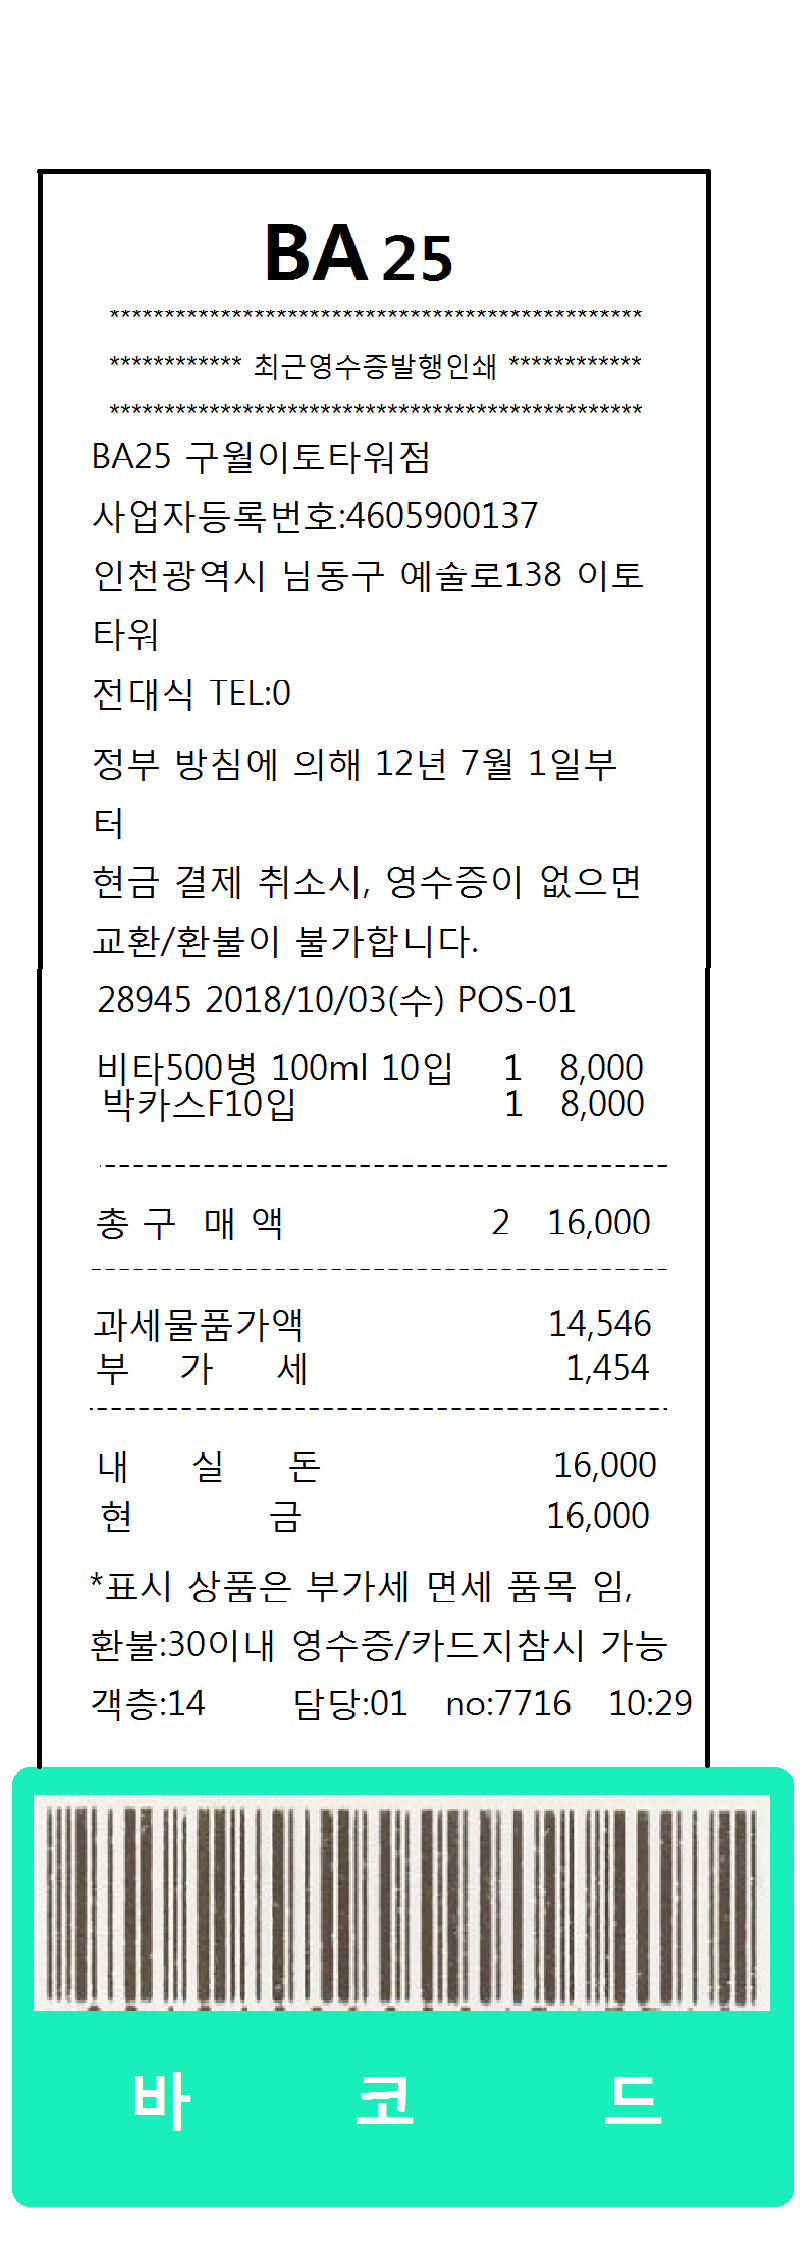 BA 25
************************************************
************ 최근영수증발행인쇄 ************
************************************************
BA25 구월이토타워점
사업자등록번호:4605900137
인천광역시 님동구 예술로138 이토
타워
전대식 TEL:0
정부 방침에 의해 12년 7월 1일부
터
현금 결제 취소시, 영수증이 없으면
교환/환불이 불가합니다.
28945 2018/10/03(수) POS-01
비타500병 100ml 10입 1 8,000
박카스F10입 1 8,000
총 구 매 액 2 16,000
과세물품가액 14,546
부 가 세 1,454
내 실 돈 16,000
현 금 16,000
*표시 상품은 부가세 면세 품목 임,
환불:30이내 영수증/카드지참시 가능
객층:14 담당:01 no:7716 10:29
바 코 드